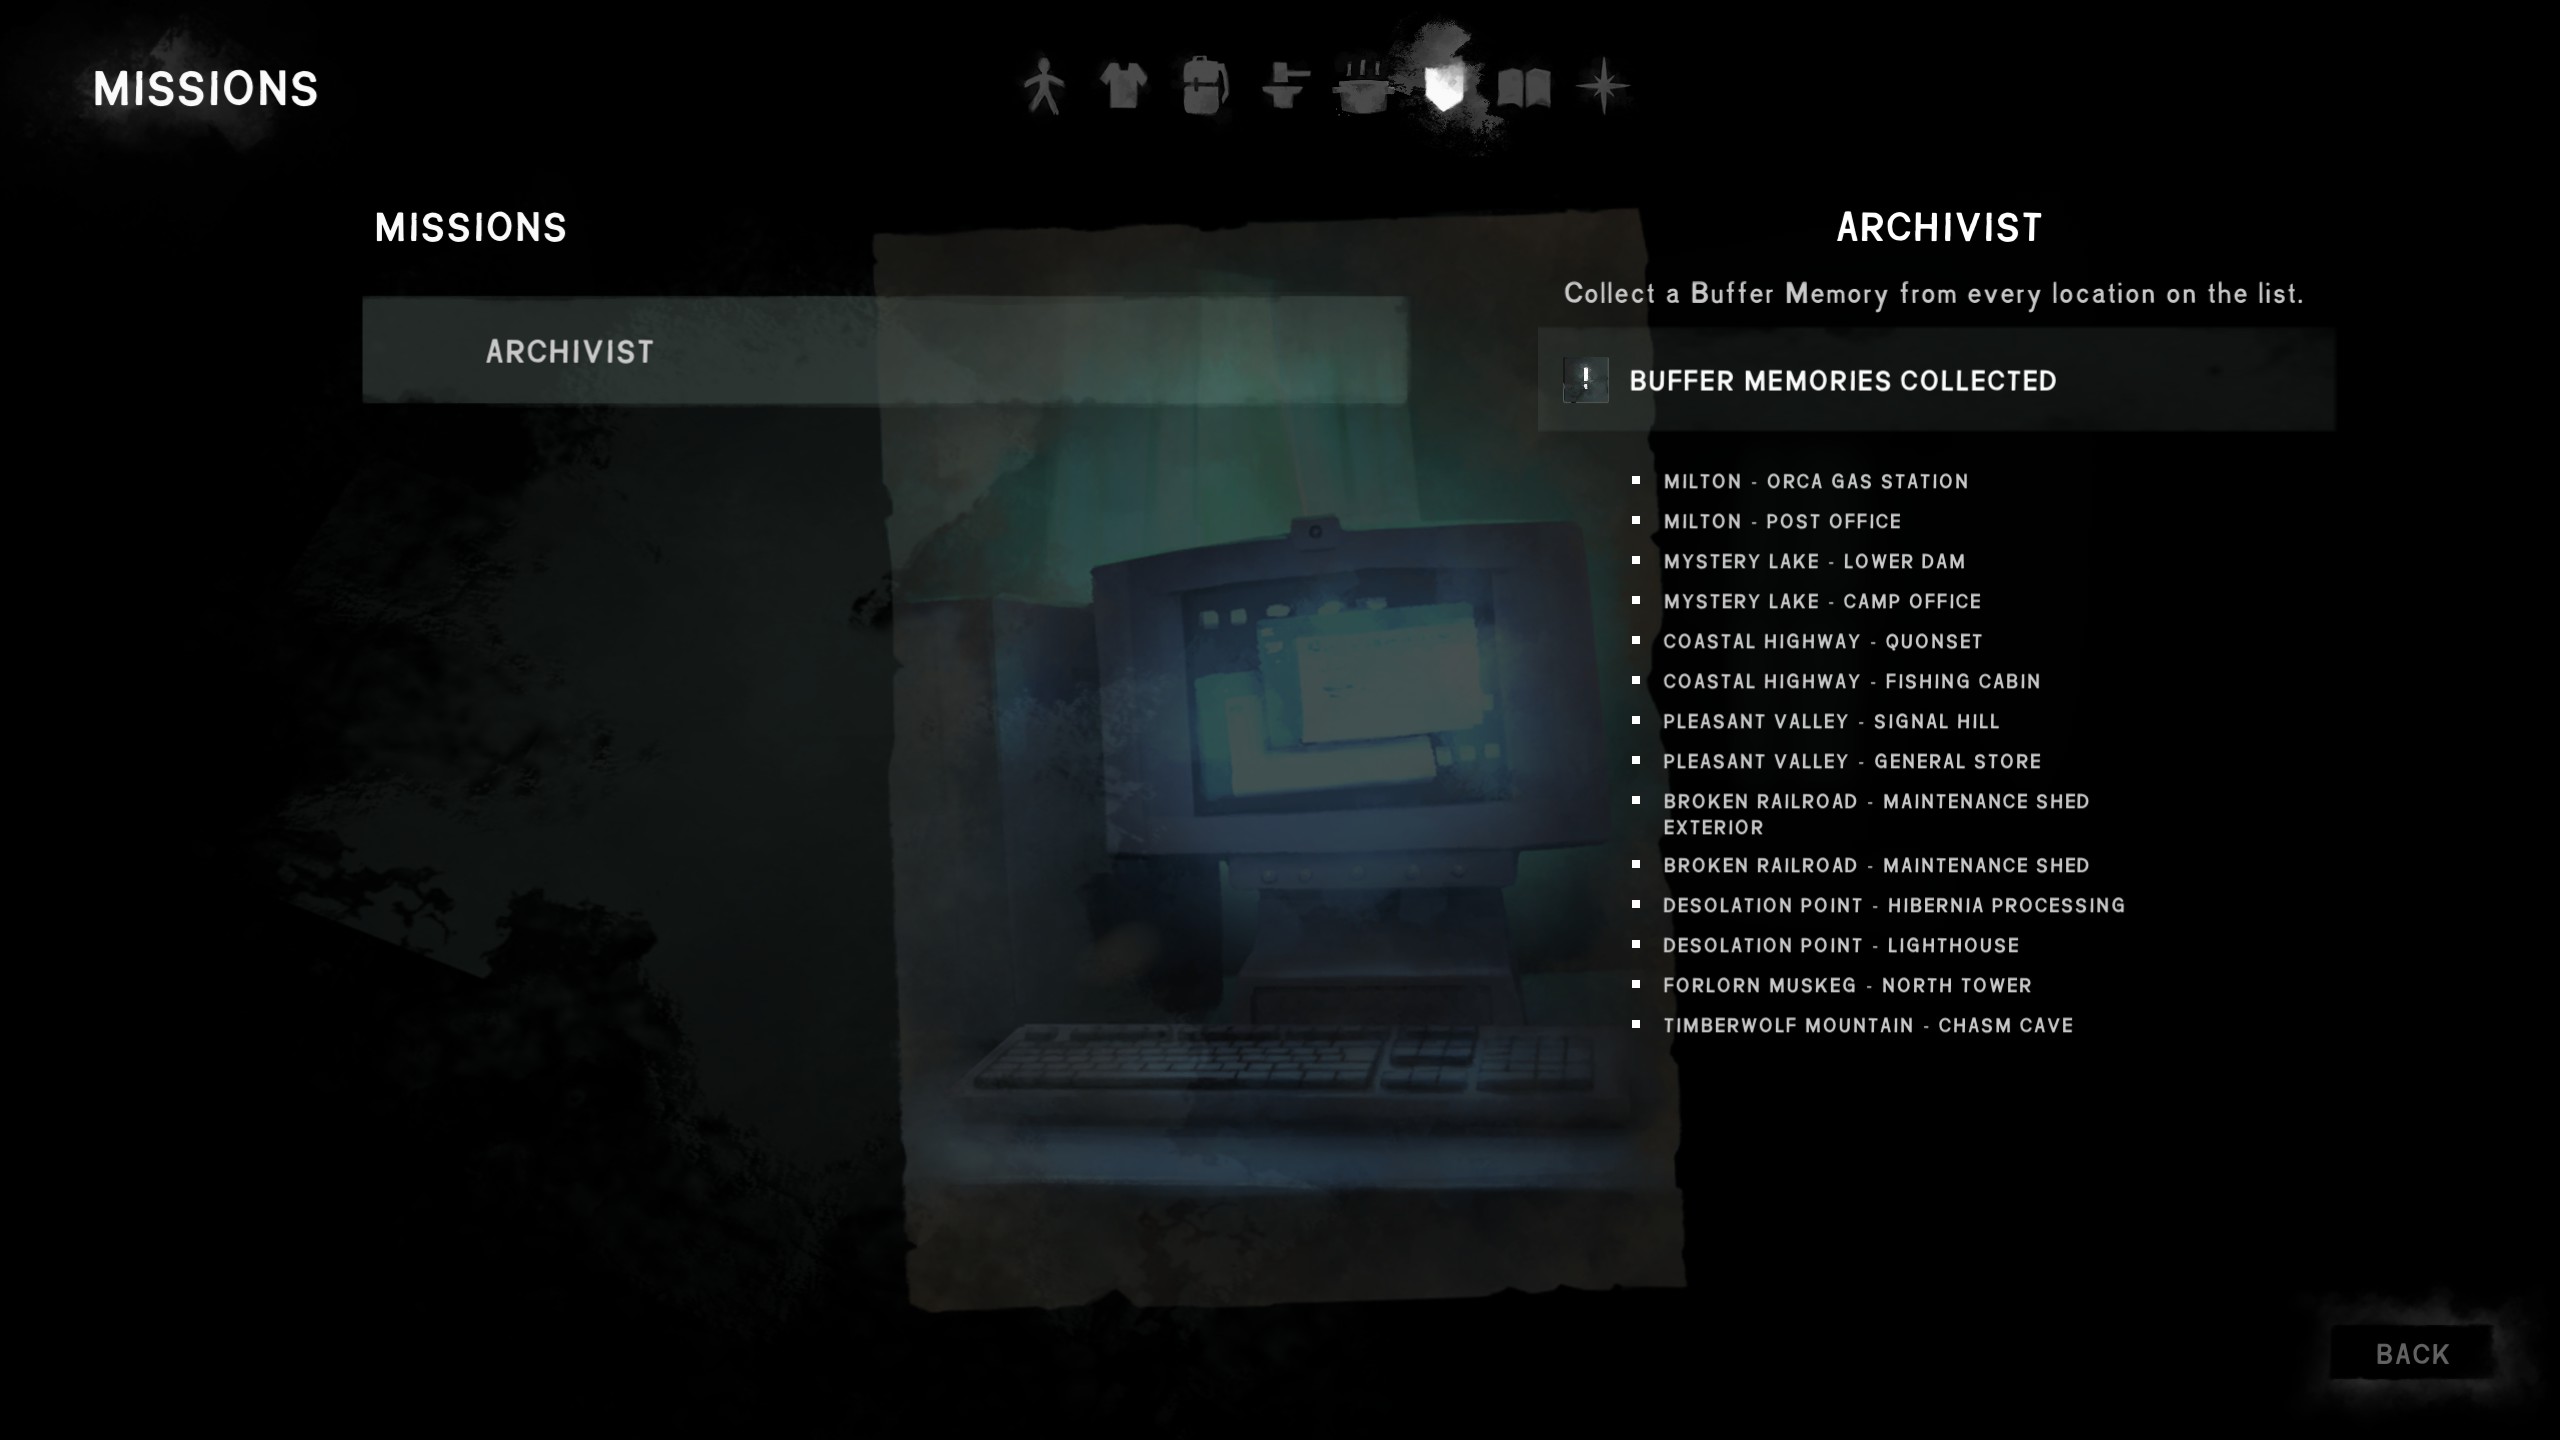 MISSIONS
MISSIONS
ARCHIVIST
ARCHIVIST
Collect a Buffer Memory from every location on the list.
! BUFFER MEMORIES COLLECTED
MILTON - ORCA GAS STATION
MILTON - POST OFFICE
MYSTERY LAKE - LOWER DAM
MYSTERY LAKE - CAMP OFFICE
COASTAL HIGHWAY - QUONSET
COASTAL HIGHWAY - FISHING CABIN
PLEASANT VALLEY - SIGNAL HILL
PLEASANT VALLEY - GENERAL STORE
BROKEN RAILROAD - MAINTENANCE SHED
EXTERIOR
BROKEN RAILROAD - MAINTENANCE SHED
DESOLATION POINT - HIBERNIA PROCESSING
DESOLATION POINT - LIGHTHOUSE
FORLORN MUSKEG - NORTH TOWER
TIMBERWOLF MOUNTAIN - CHASM CAVE
BACK